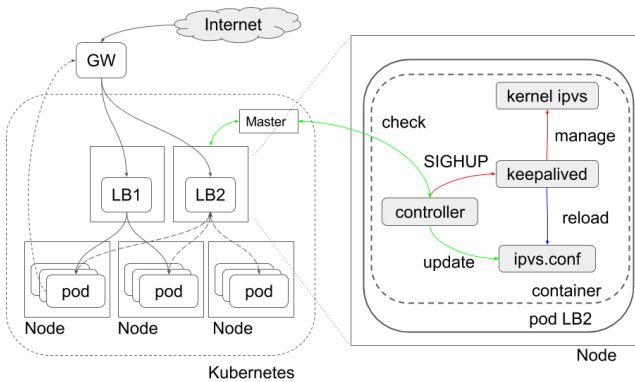 Internet
GW
Master
LB1
LB2
pod
pod
pod
Node
Node
Node
Kubernetes
kernel ipvs
check
manage
SIGHUP
keepalived
controller
reload
update
ipvs.conf
container
pod LB2
Node